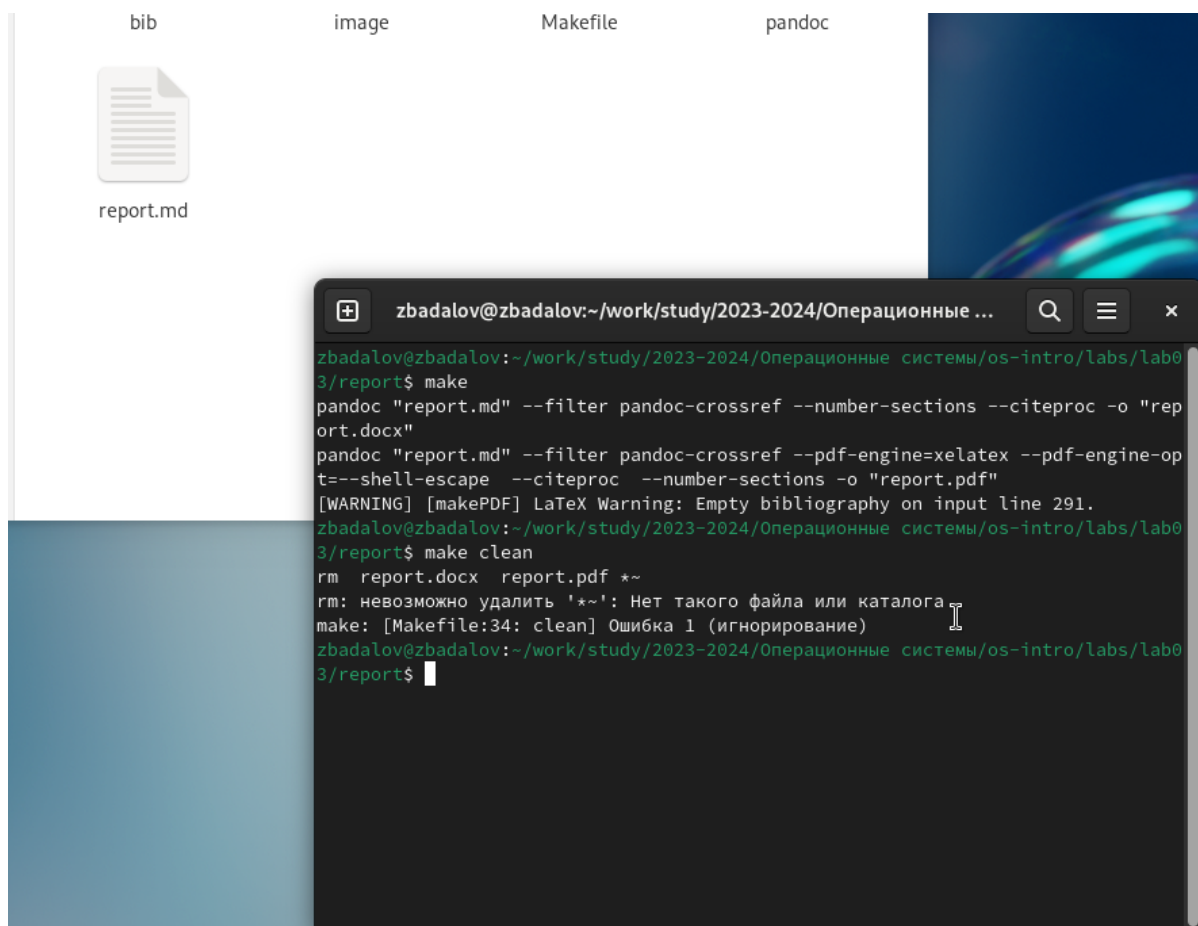 bib image Makefile pandoc
report.md
zbadalov@zbadalov:~/work/study/2023-2024/Операционные ...
zbadalov@zbadalov:~/work/study/2023-2024/Операционные системы/os-intro/labs/lab0
3/report$ make
pandoc "report.md" --filter pandoc-crossref --number-sections --citeproc -o "rep
ort.docx"
pandoc "report.md" --filter pandoc-crossref --pdf-engine=xelatex --pdf-engine-op
t=--shell-escape  --citeproc  --number-sections -o "report.pdf"
[WARNING] [makePDF] LaTeX Warning: Empty bibliography on input line 291.
zbadalov@zbadalov:~/work/study/2023-2024/Операционные системы/os-intro/labs/lab0
3/report$ make clean
rm  report.docx  report.pdf *~
rm: невозможно удалить '*~': Нет такого файла или каталога
make: [Makefile:34: clean] Ошибка 1 (игнорирование)
zbadalov@zbadalov:~/work/study/2023-2024/Операционные системы/os-intro/labs/lab0
3/report$